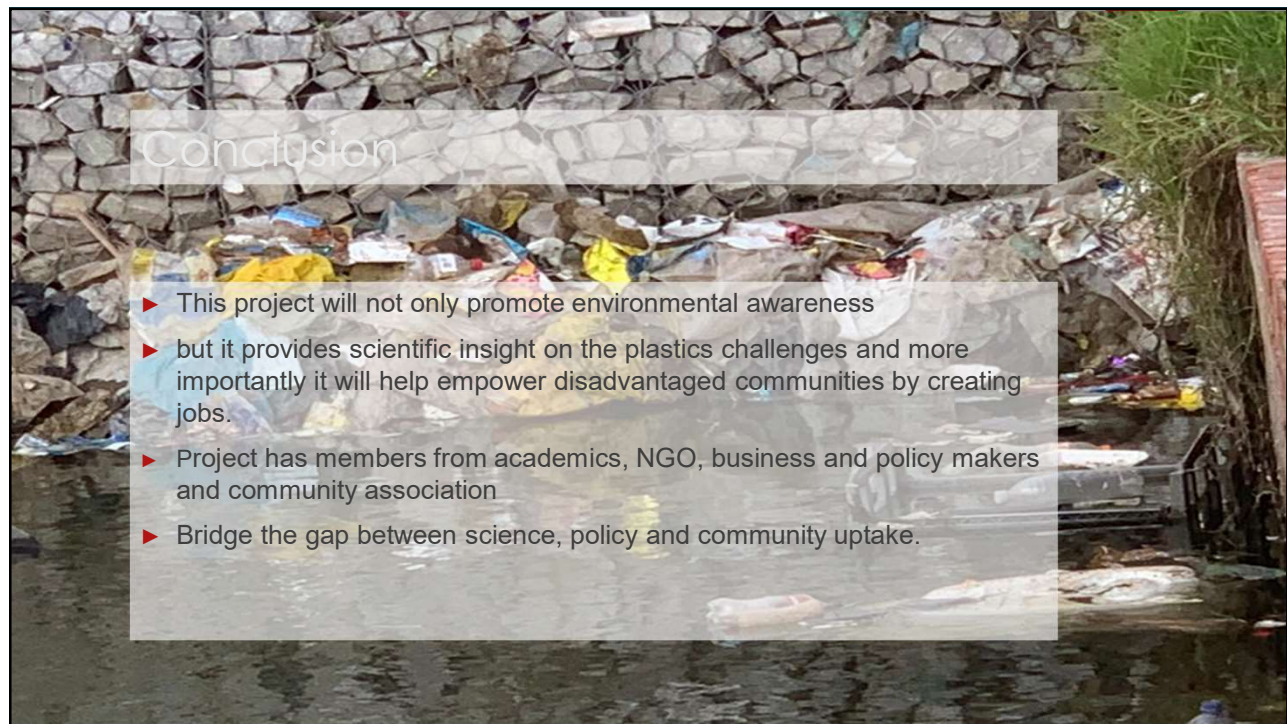 Conclusion
► This project will not only promote environmental awareness
► but it provides scientific insight on the plastics challenges and more
importantly it will help empower disadvantaged communities by creating
jobs.
► Project has members from academics, NGO, business and policy makers
and community association
► Bridge the gap between science, policy and community uptake.